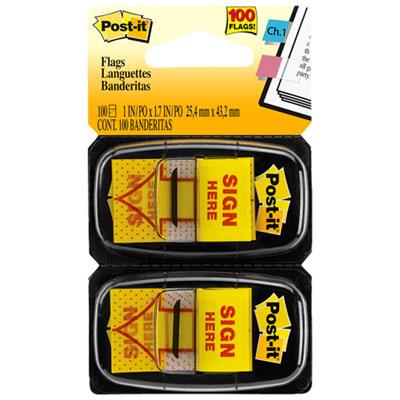 Post-it
100
FLAGS!
Ch.1
party.
Flags
Languettes
Banderitas
100 1 IN/PO x 1.7 IN/PO 25,4 mm x 43,2 mm
CONT. 100 BANDERITAS
SIGN
HERE
SIGN
HERE
Post-it
SIGN
HERE
SIGN
HERE
Post-it